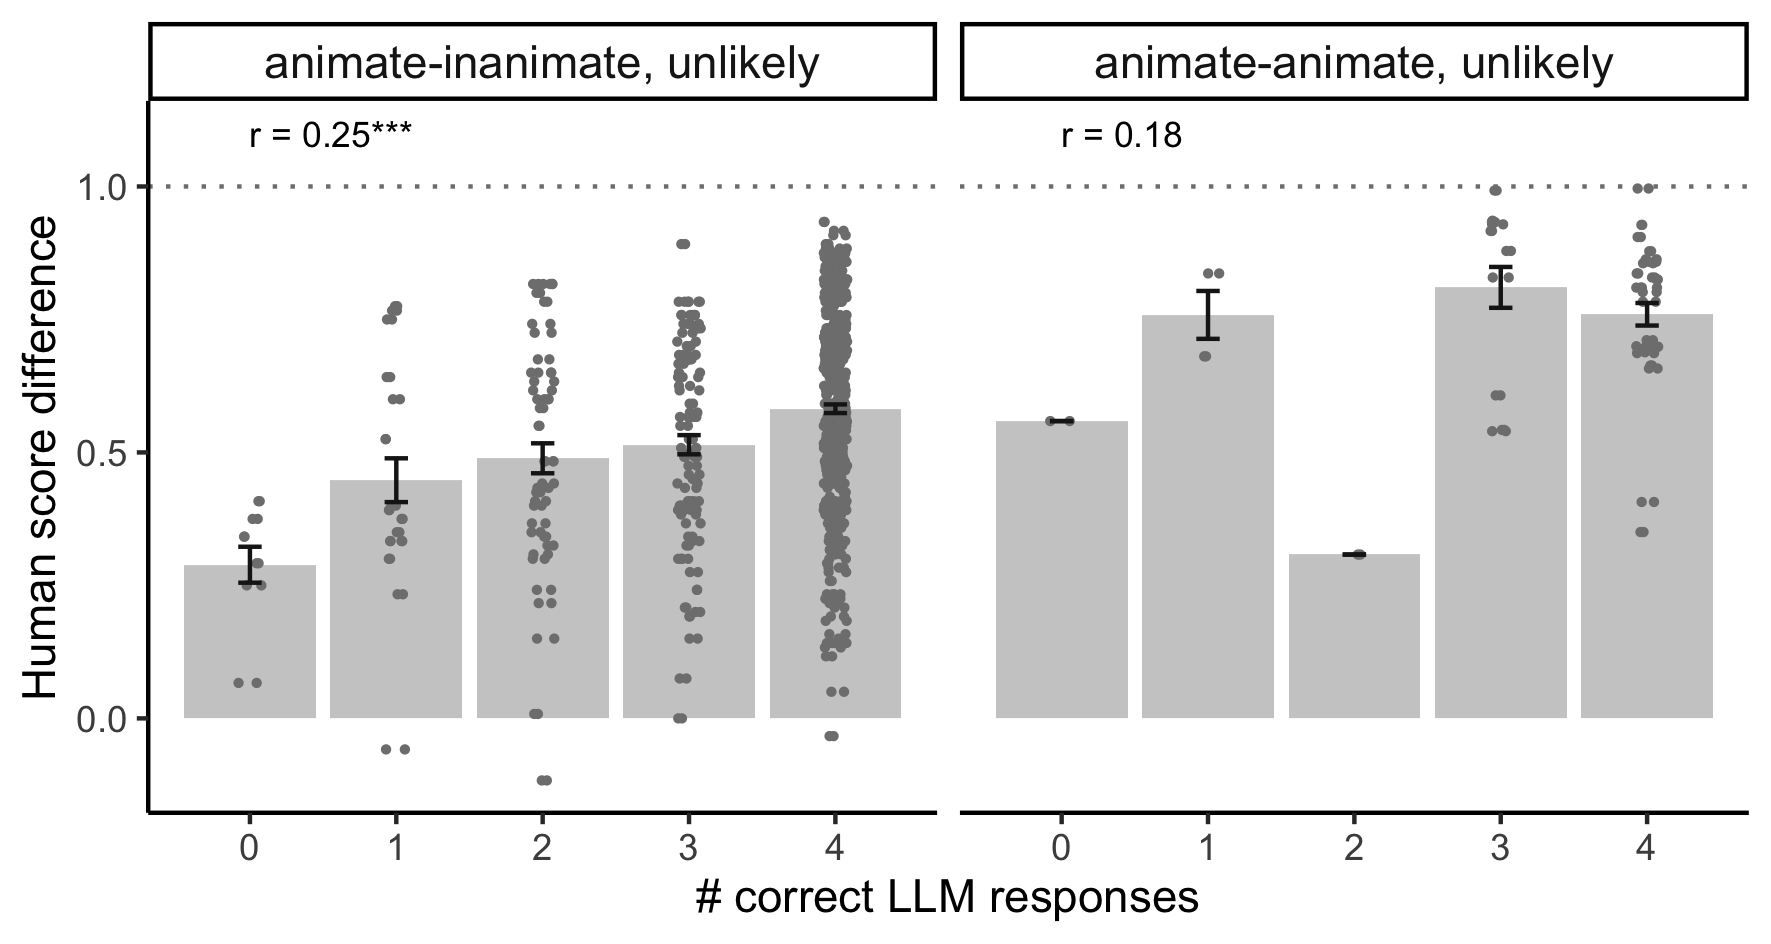 animate-inanimate, unlikely
animate-animate, unlikely
r = 0.25***
r = 0.18
1.0
0.5
0.0
Human score difference
0 1 2 3 4
0 1 2 3 4
# correct LLM responses